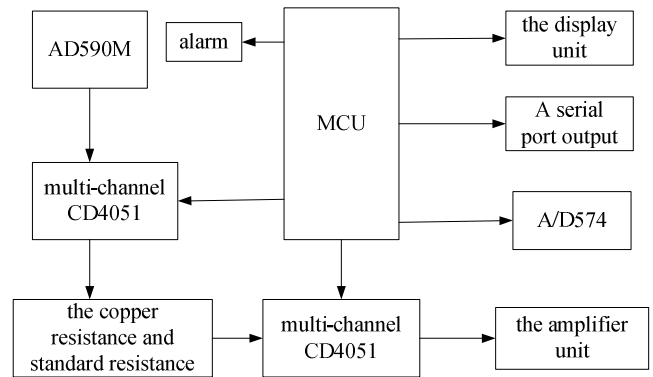 AD590M
alarm
MCU
the display
unit
A serial
port output
multi-channel
CD4051
A/D574
the copper
resistance and
standard resistance
multi-channel
CD4051
the amplifier
unit